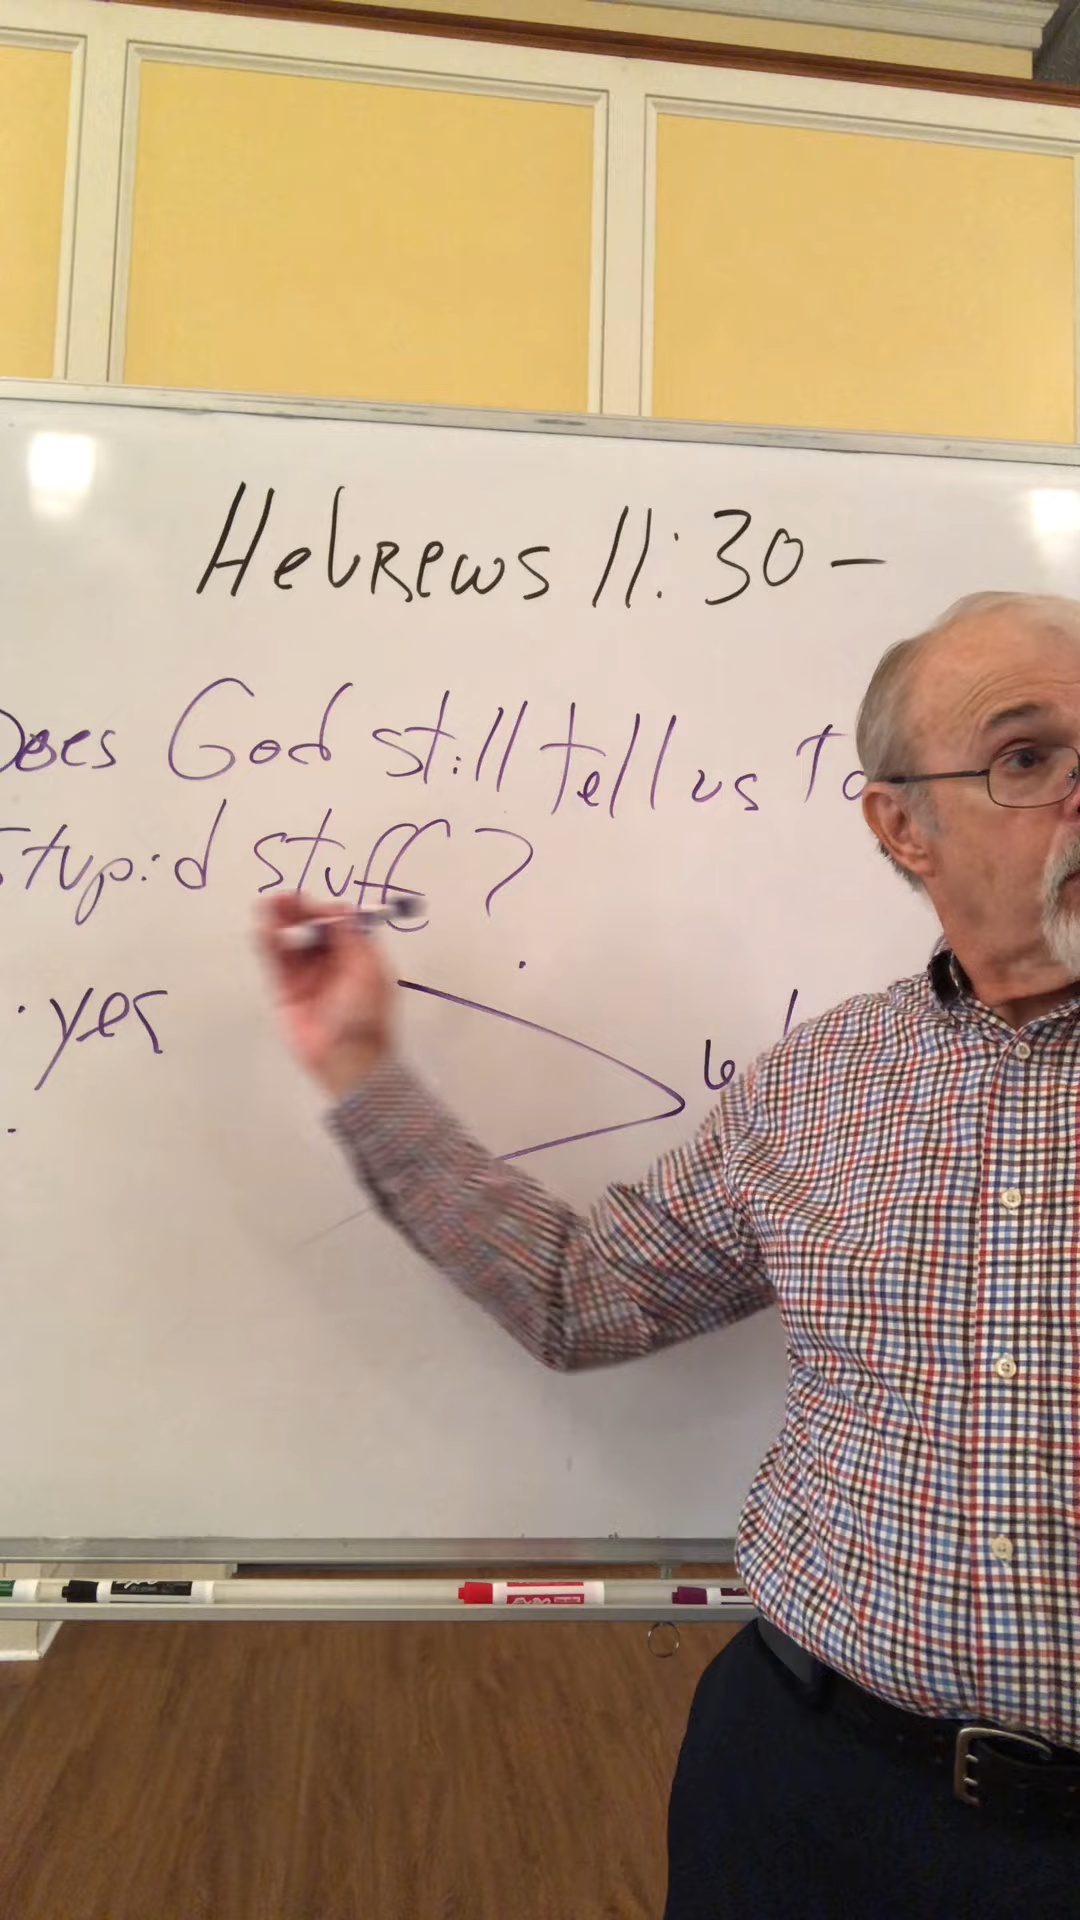 Hebrews 11:30-
Does God still tell us to
stupid stuff?
· yes